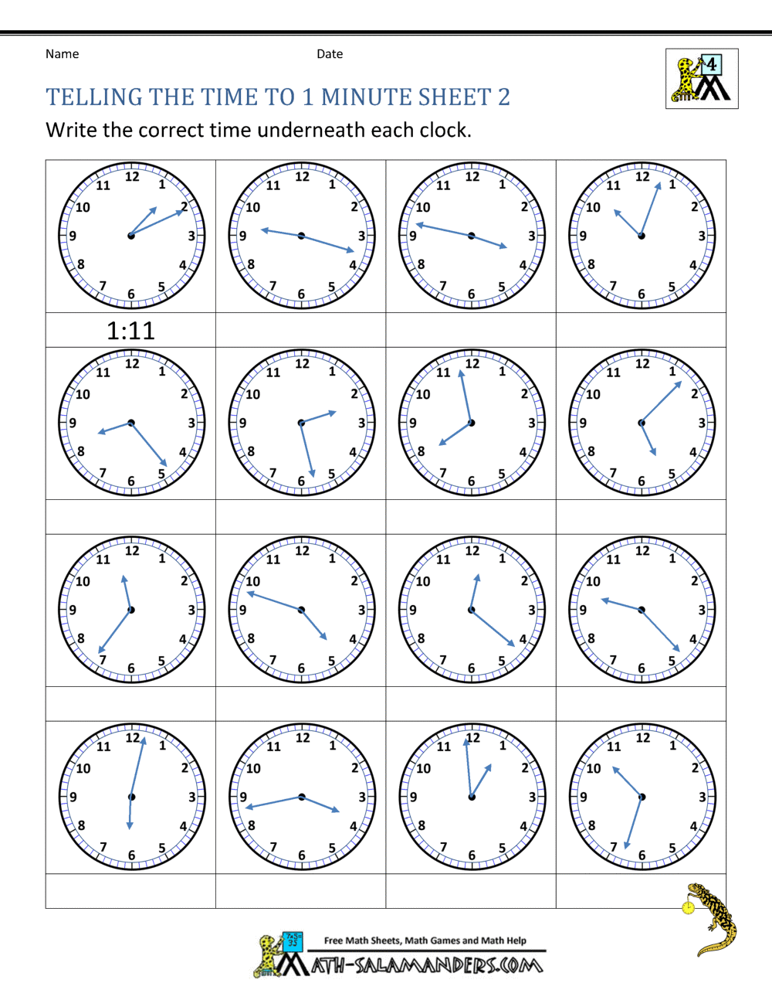 Name Date
4
TELLING THE TIME TO 1 MINUTE SHEET 2
Write the correct time underneath each clock.
12 1 2 3 4 5 6 7 8 9 10 11
12 1 2 3 4 5 6 7 8 9 10 11
12 1 2 3 4 5 6 7 8 9 10 11
12 1 2 3 4 5 6 7 8 9 10 11
1:11
12 1 2 3 4 5 6 7 8 9 10 11
12 1 2 3 4 5 6 7 8 9 10 11
12 1 2 3 4 5 6 7 8 9 10 11
12 1 2 3 4 5 6 7 8 9 10 11
12 1 2 3 4 5 6 7 8 9 10 11
12 1 2 3 4 5 6 7 8 9 10 11
12 1 2 3 4 5 6 7 8 9 10 11
12 1 2 3 4 5 6 7 8 9 10 11
12 1 2 3 4 5 6 7 8 9 10 11
12 1 2 3 4 5 6 7 8 9 10 11
12 1 2 3 4 5 6 7 8 9 10 11
12 1 2 3 4 5 6 7 8 9 10 11
7x5=
35
Free Math Sheets, Math Games and Math Help
MATH-SALAMANDERS.COM